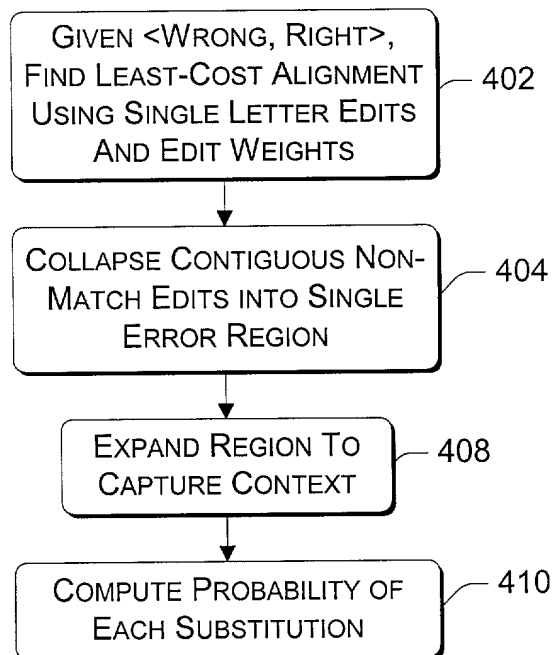 GIVEN <WRONG, RIGHT>,
FIND LEAST-COST ALIGNMENT
USING SINGLE LETTER EDITS
AND EDIT WEIGHTS
402
COLLAPSE CONTIGUOUS NON-
MATCH EDITS INTO SINGLE
ERROR REGION
404
EXPAND REGION TO
CAPTURE CONTEXT
408
COMPUTE PROBABILITY OF
EACH SUBSTITUTION
410